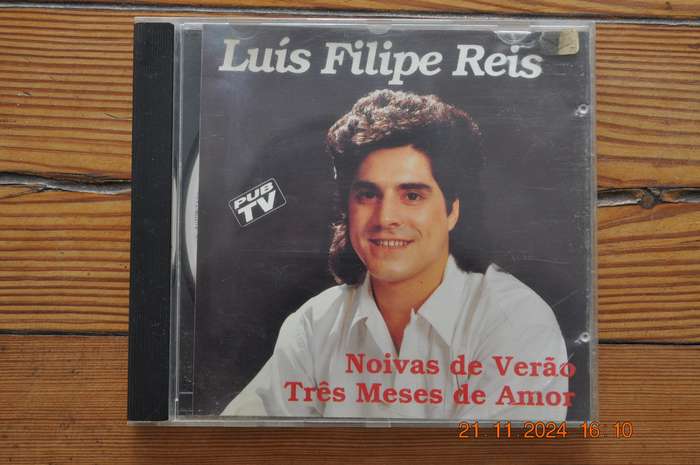 Luís Filipe Reis
PUB
TV
Noivas de Verão
Três Meses de Amor
21.11.2024 16:10